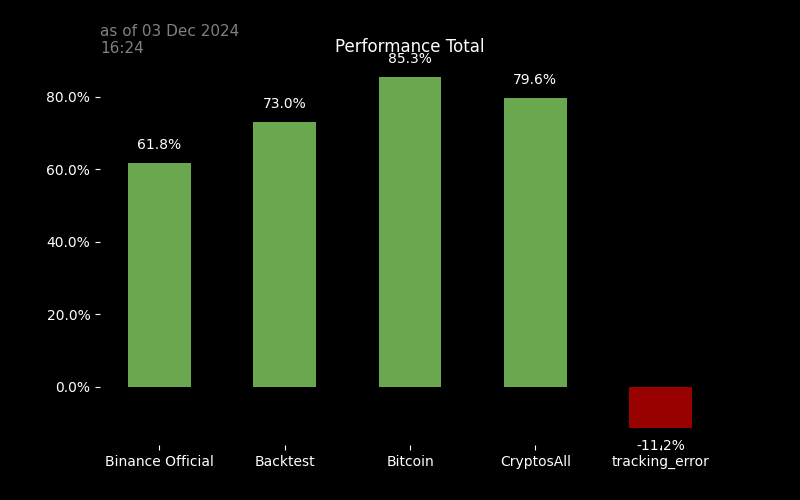 as of 03 Dec 2024
16:24
Performance Total
85.3%
79.6%
80.0%
73.0%
61.8%
60.0%
40.0%
20.0%
0.0%
-11.2%
Binance Official
Backtest
Bitcoin
CryptosAll
tracking_error